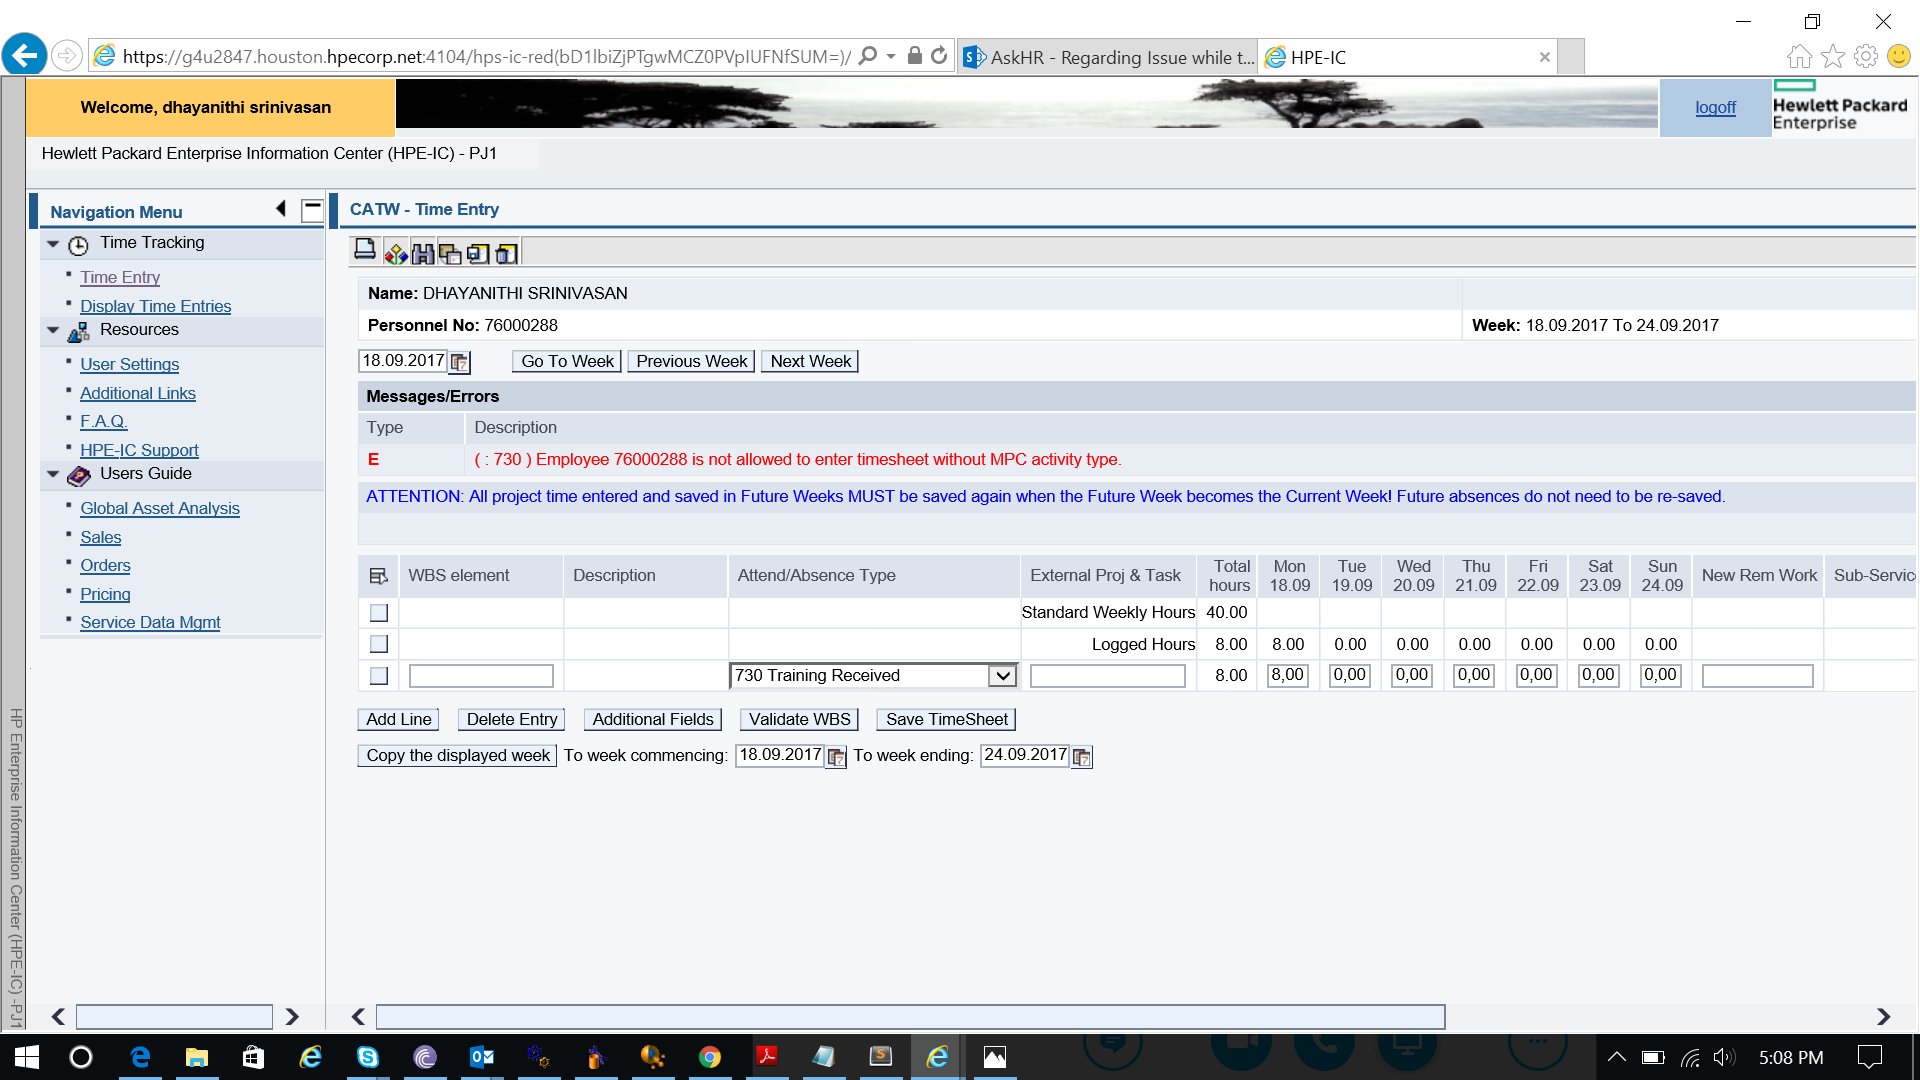 https://g4u2847.houston.hpecorp.net:4104/hps-ic-red(bD1lbiZjPTgwMCZ0PVpIUFNfSUM=)/
AskHR - Regarding Issue while t...
HPE-IC
Welcome, dhayanithi srinivasan
logoff
Hewlett Packard
Enterprise
Hewlett Packard Enterprise Information Center (HPE-IC) - PJ1
Navigation Menu
Time Tracking
Time Entry
Display Time Entries
Resources
User Settings
Additional Links
F.A.Q.
HPE-IC Support
Users Guide
Global Asset Analysis
Sales
Orders
Pricing
Service Data Mgmt
HP Enterprise Information Center (HPE-IC) -PJ1
CATW - Time Entry
Name: DHAYANITHI SRINIVASAN
Personnel No: 76000288 Week: 18.09.2017 To 24.09.2017
18.09.2017 Go To Week Previous Week Next Week
Messages/Errors
Type Description
E ( : 730 ) Employee 76000288 is not allowed to enter timesheet without MPC activity type.
ATTENTION: All project time entered and saved in Future Weeks MUST be saved again when the Future Week becomes the Current Week! Future absences do not need to be re-saved.
WBS element Description Attend/Absence Type External Proj & Task Total hours Mon 18.09 Tue 19.09 Wed 20.09 Thu 21.09 Fri 22.09 Sat 23.09 Sun 24.09 New Rem Work Sub-Servic
Standard Weekly Hours 40.00
Logged Hours 8.00 8.00 0.00 0.00 0.00 0.00 0.00 0.00
730 Training Received 8.00 8,00 0,00 0,00 0,00 0,00 0,00 0,00
Add Line Delete Entry Additional Fields Validate WBS Save TimeSheet
Copy the displayed week To week commencing: 18.09.2017 To week ending: 24.09.2017
5:08 PM